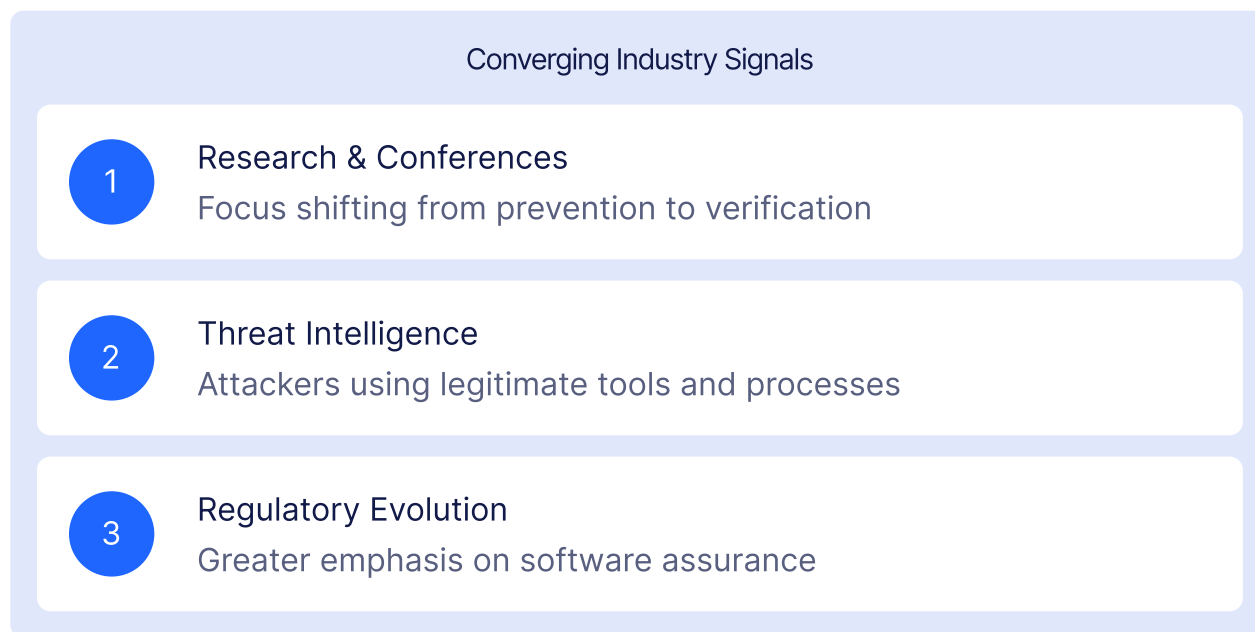 Converging Industry Signals
1
Research & Conferences
Focus shifting from prevention to verification
2
Threat Intelligence
Attackers using legitimate tools and processes
3
Regulatory Evolution
Greater emphasis on software assurance